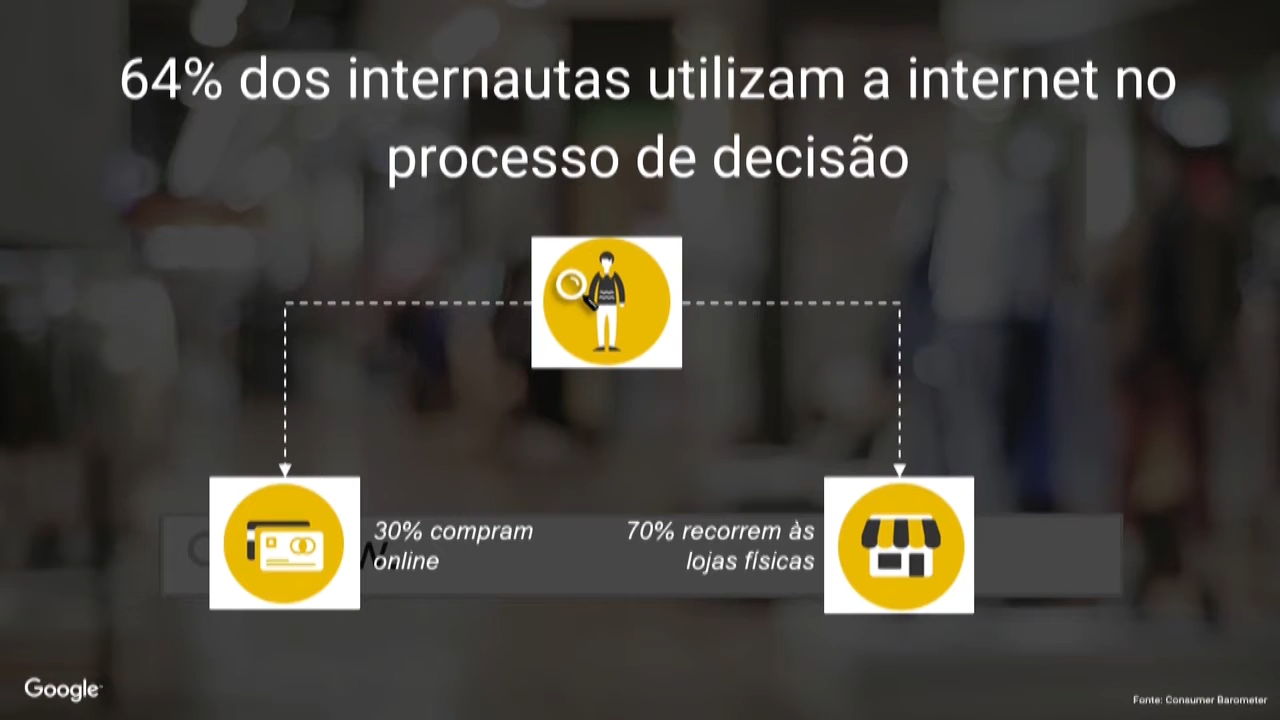 64% dos internautas utilizam a internet no
processo de decisão
30% compram
online
70% recorrem às
lojas físicas
Google
Fonte: Consumer Barometer